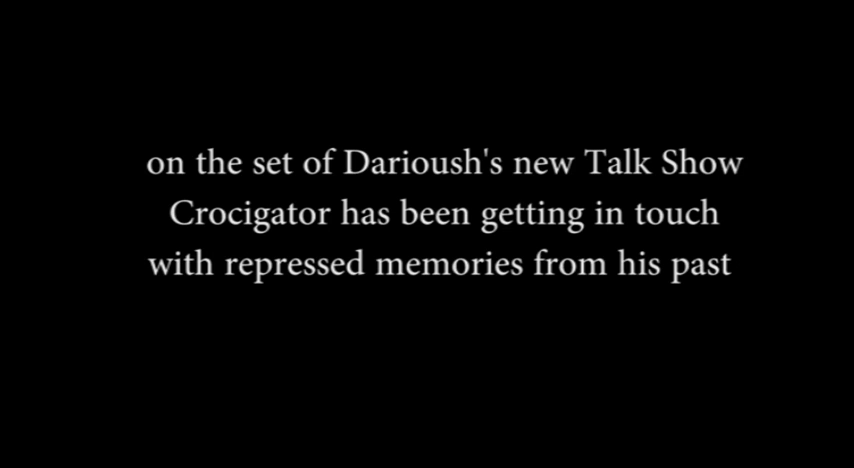 on the set of Darioush's new Talk Show
Crocigator has been getting in touch
with repressed memories from his past